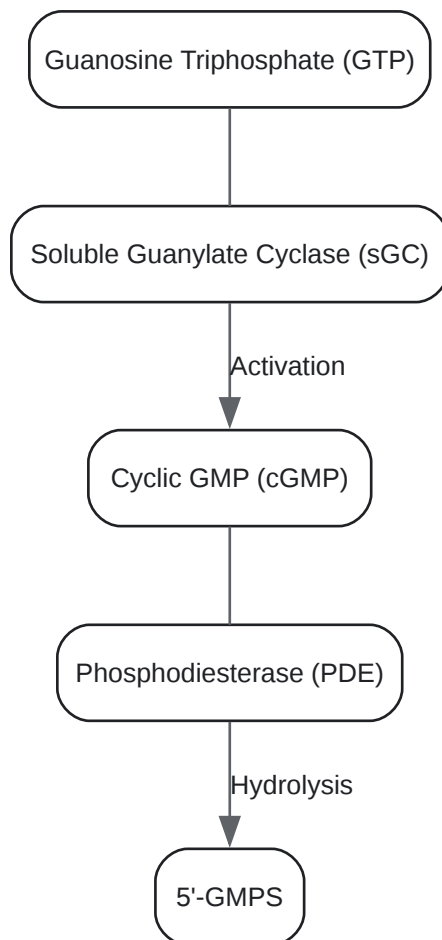 Guanosine Triphosphate (GTP)
Soluble Guanylate Cyclase (sGC)
Activation
Cyclic GMP (cGMP)
Phosphodiesterase (PDE)
Hydrolysis
5'-GMPS